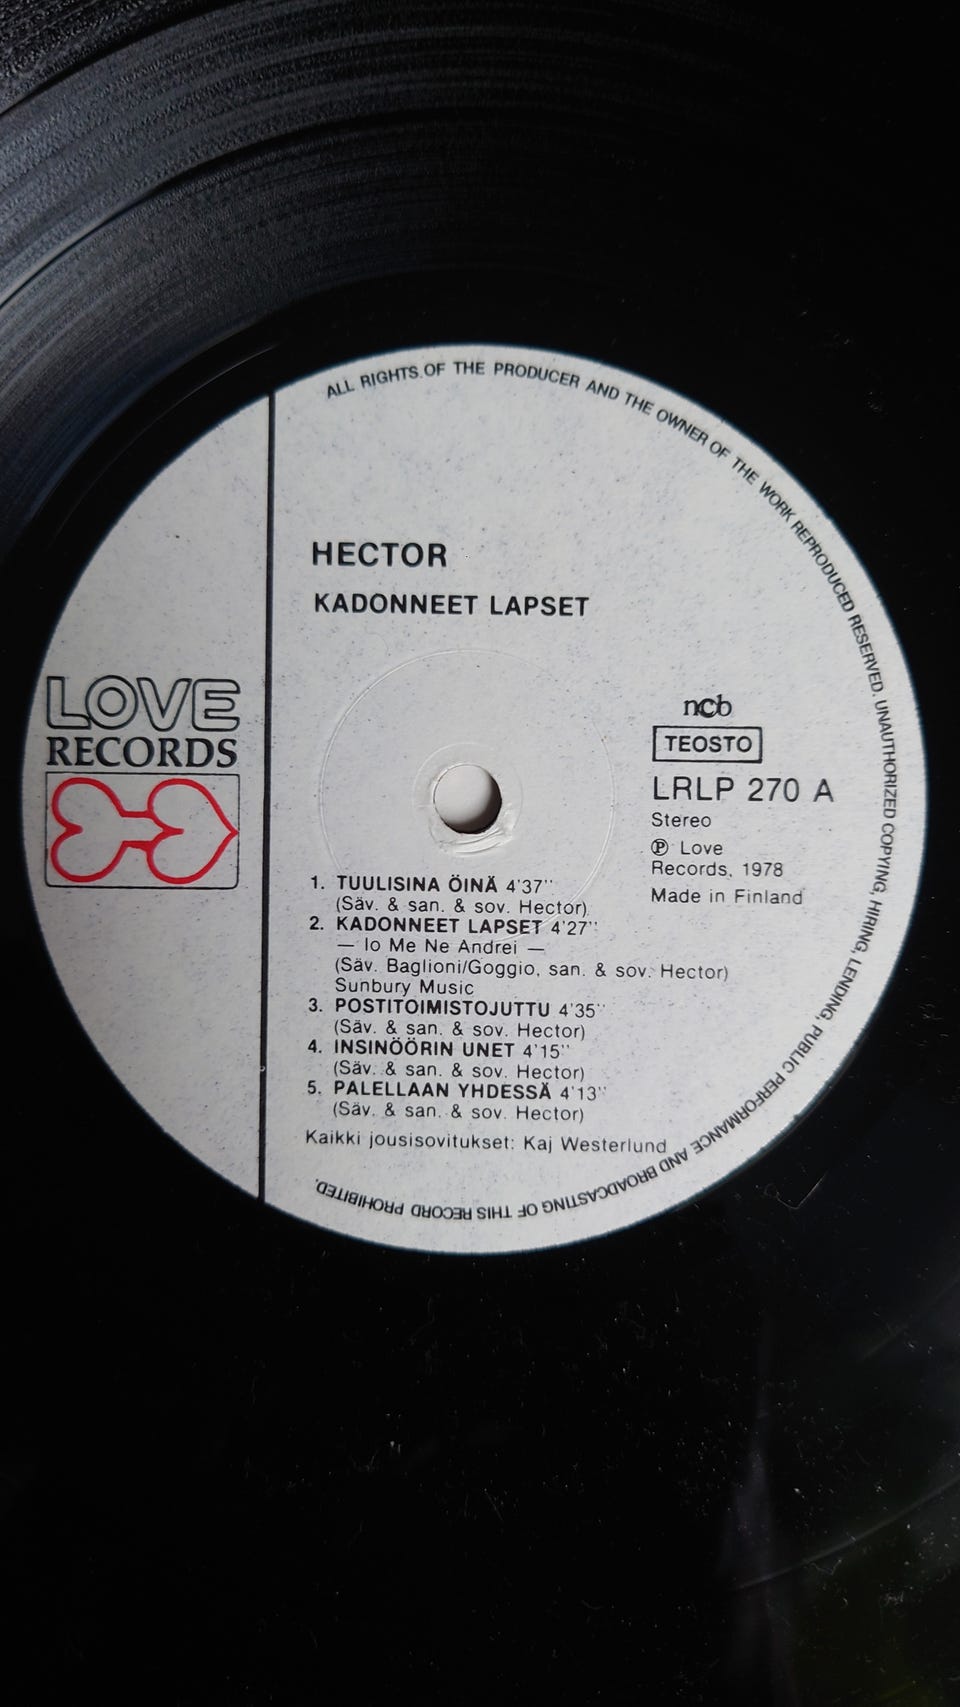 ALL RIGHTS OF THE PRODUCER AND THE OWNER OF THE WORK REPRODUCED RESERVED. UNAUTHORIZED COPYING, HIRING, LENDING, PUBLIC PERFORMANCE AND BROADCASTING OF THIS RECORD PROHIBITED.
HECTOR
KADONNEET LAPSET
LOVE
RECORDS
ncb
TEOSTO
LRLP 270 A
Stereo
℗ Love
Records, 1978
Made in Finland
1. TUULISINA ÖINÄ 4'37''
(Säv. & san. & sov. Hector)
2. KADONNEET LAPSET 4'27''
— Io Me Ne Andrei —
(Säv. Baglioni/Goggio, san. & sov. Hector)
Sunbury Music
3. POSTITOIMISTOJUTTU 4'35''
(Säv. & san. & sov. Hector)
4. INSINÖÖRIN UNET 4'15''
(Säv. & san. & sov. Hector)
5. PALELLAAN YHDESSÄ 4'13''
(Säv. & san. & sov. Hector)
Kaikki jousisovitukset: Kaj Westerlund